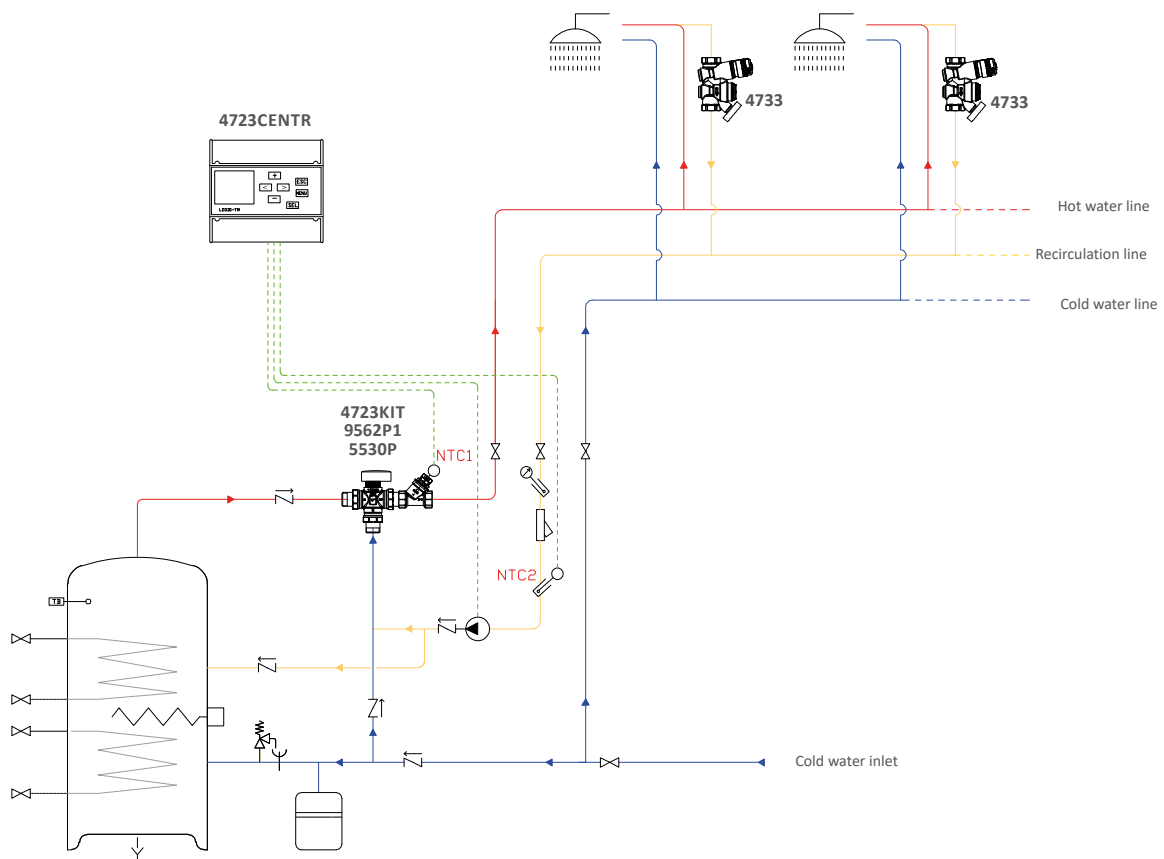 4733
4733
4723CENTR
+
< >
-
ESC
MENU
SEL
Hot water line
Recirculation line
Cold water line
4723KIT
9562P1
5530P
NTC1
NTC2
Cold water inlet